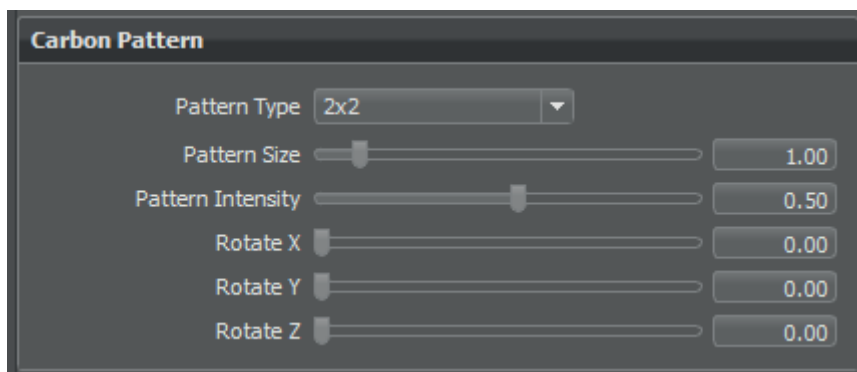 Carbon Pattern
Pattern Type 2x2
Pattern Size 1.00
Pattern Intensity 0.50
Rotate X 0.00
Rotate Y 0.00
Rotate Z 0.00